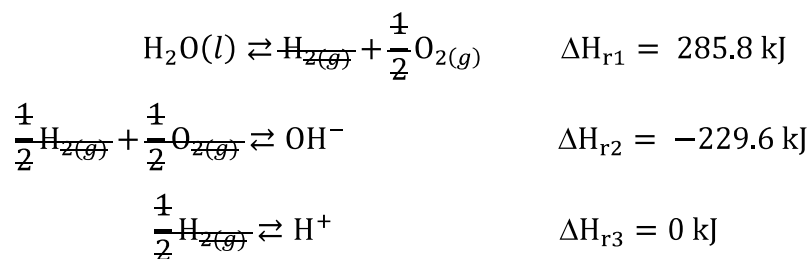 H₂O(l) ⇄ H₂(g) + 1/2 O₂(g) ΔHr1 = 285.8 kJ
1/2 H₂(g) + 1/2 O₂(g) ⇄ OH⁻ ΔHr2 = −229.6 kJ
1/2 H₂(g) ⇄ H⁺ ΔHr3 = 0 kJ